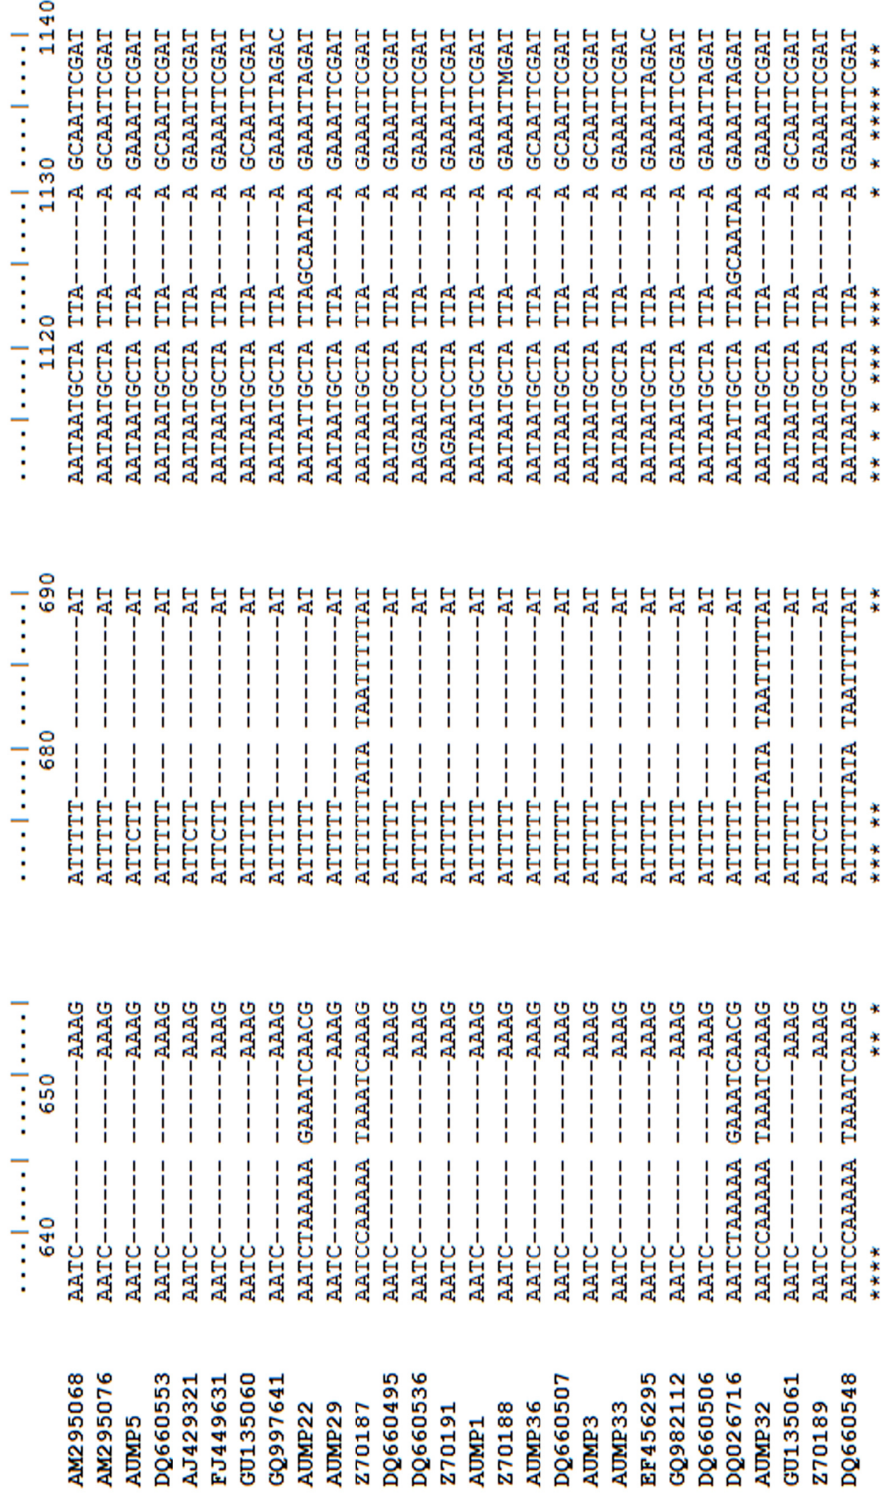 ....|....| ....|....| ....|....| ....|....| ....|....| ....|....| ....|....|
640 650 680 690 1120 1130 1140
AM295068 AATC------ ------AAAG ATTTTT---- --------AT AATAATGCTA TTA------A GCAATTCGAT
AM295076 AATC------ ------AAAG ATTTTT---- --------AT AATAATGCTA TTA------A GCAATTCGAT
AUMP5 AATC------ ------AAAG ATTCTT---- --------AT AATAATGCTA TTA------A GAAATTCGAT
DQ660553 AATC------ ------AAAG ATTTTT---- --------AT AATAATGCTA TTA------A GCAATTCGAT
AJ429321 AATC------ ------AAAG ATTCTT---- --------AT AATAATGCTA TTA------A GAAATTCGAT
FJ449631 AATC------ ------AAAG ATTCTT---- --------AT AATAATGCTA TTA------A GAAATTCGAT
GU135060 AATC------ ------AAAG ATTTTT---- --------AT AATAATGCTA TTA------A GCAATTCGAT
GQ997641 AATC------ ------AAAG ATTTTT---- --------AT AATAATGCTA TTA------A GAAATTAGAC
AUMP22 AATCTAAAAA GAAATCAACG ATTTTT---- --------AT AATATTGCTA TTAGCAATAA GAAATTAGAT
AUMP29 AATC------ ------AAAG ATTTTT---- --------AT AATAATGCTA TTA------A GAAATTCGAT
Z70187 AATCCAAAAA TAAATCAAAG ATTTTTTATA TAATTTTTAT AATAATGCTA TTA------A GAAATTCGAT
DQ660495 AATC------ ------AAAG ATTTTT---- --------AT AATAATGCTA TTA------A GAAATTCGAT
DQ660536 AATC------ ------AAAG ATTTTT---- --------AT AAGAATCCTA TTA------A GAAATTCGAT
Z70191 AATC------ ------AAAG ATTTTT---- --------AT AAGAATCCTA TTA------A GAAATTCGAT
AUMP1 AATC------ ------AAAG ATTTTT---- --------AT AATAATGCTA TTA------A GAAATTCGAT
Z70188 AATC------ ------AAAG ATTTTT---- --------AT AATAATGCTA TTA------A GAAATTMGAT
AUMP36 AATC------ ------AAAG ATTTTT---- --------AT AATAATGCTA TTA------A GCAATTCGAT
DQ660507 AATC------ ------AAAG ATTTTT---- --------AT AATAATGCTA TTA------A GCAATTCGAT
AUMP3 AATC------ ------AAAG ATTTTT---- --------AT AATAATGCTA TTA------A GCAATTCGAT
AUMP33 AATC------ ------AAAG ATTTTT---- --------AT AATAATGCTA TTA------A GAAATTCGAT
EF456295 AATC------ ------AAAG ATTTTT---- --------AT AATAATGCTA TTA------A GAAATTAGAC
GQ982112 AATC------ ------AAAG ATTTTT---- --------AT AATAATGCTA TTA------A GAAATTCGAT
DQ660506 AATC------ ------AAAG ATTTTT---- --------AT AATAATGCTA TTA------A GAAATTAGAT
DQ026716 AATCTAAAAA GAAATCAACG ATTTTT---- --------AT AATATTGCTA TTAGCAATAA GAAATTAGAT
AUMP32 AATCCAAAAA TAAATCAAAG ATTTTTTATA TAATTTTTAT AATAATGCTA TTA------A GAAATTCGAT
GU135061 AATC------ ------AAAG ATTTTT---- --------AT AATAATGCTA TTA------A GCAATTCGAT
Z70189 AATC------ ------AAAG ATTCTT---- --------AT AATAATGCTA TTA------A GAAATTCGAT
DQ660548 AATCCAAAAA TAAATCAAAG ATTTTTTATA TAATTTTTAT AATAATGCTA TTA------A GAAATTCGAT
**** ** * *** ** ** ** * * *** *** * * **** **